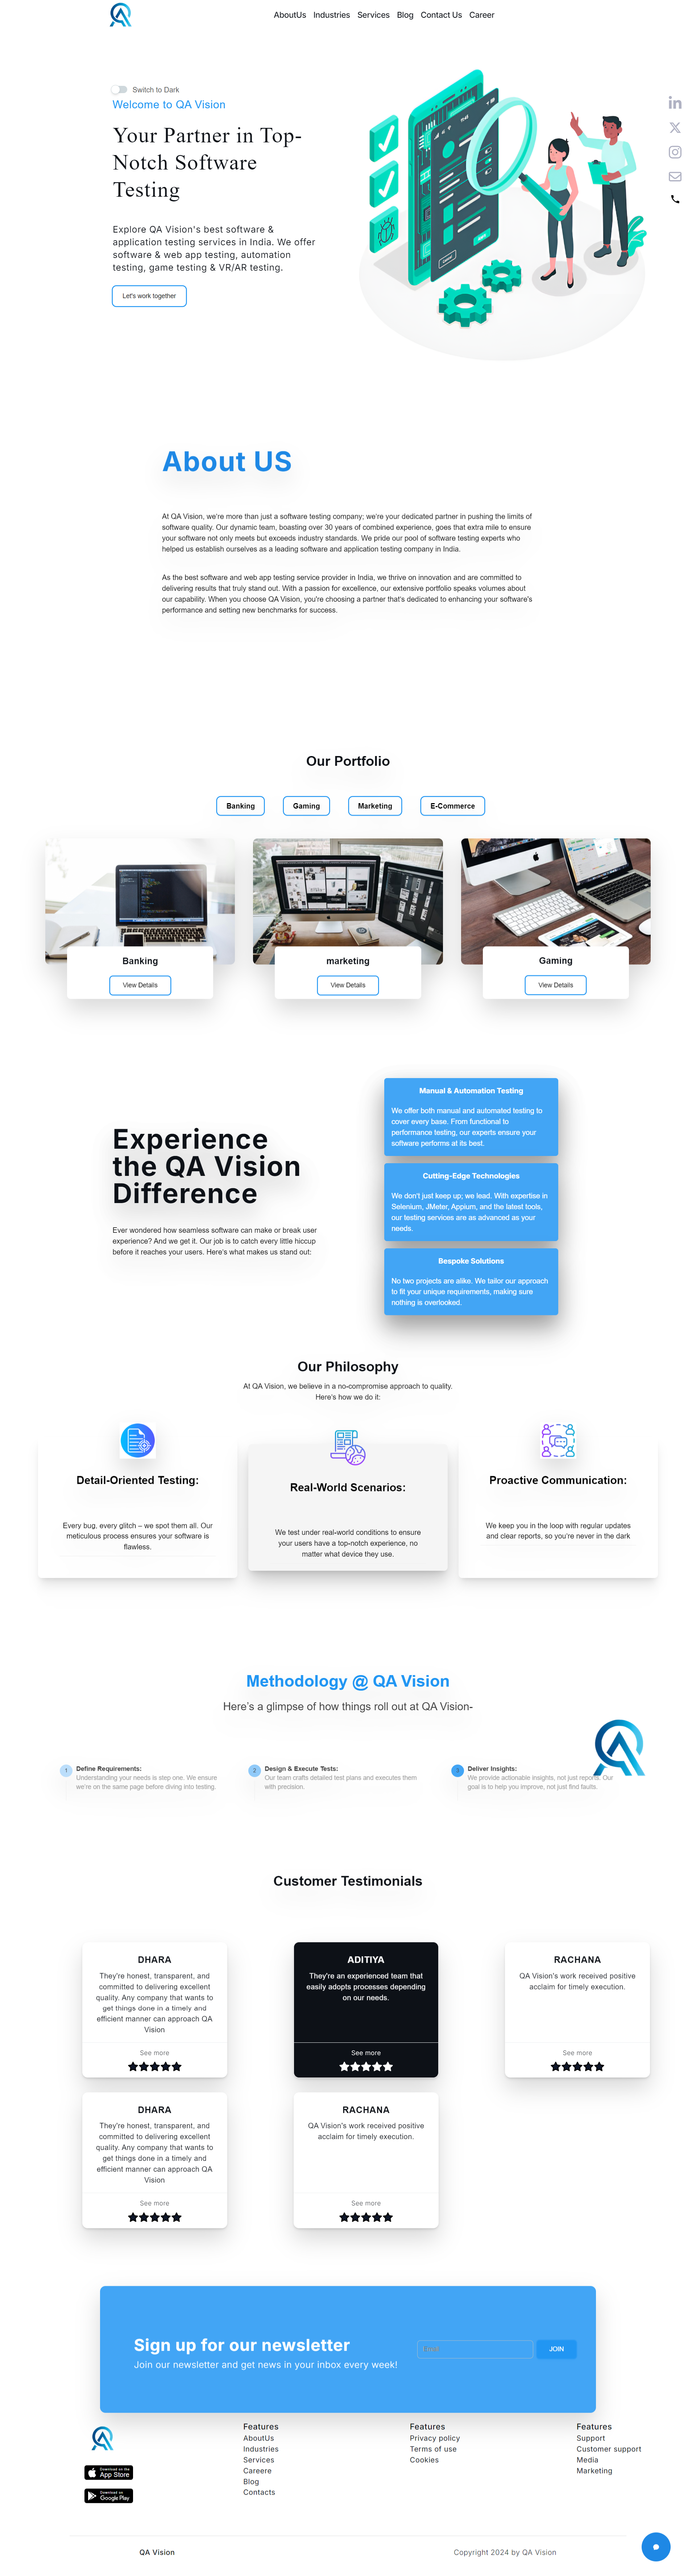 AboutUs Industries Services Blog Contact Us Career
Switch to Dark
Welcome to QA Vision
Your Partner in Top-
Notch Software
Testing
Explore QA Vision's best software &
application testing services in India. We offer
software & web app testing, automation
testing, game testing & VR/AR testing.
Let's work together
About US
At QA Vision, we're more than just a software testing company; we're your dedicated partner in pushing the limits of
software quality. Our dynamic team, boasting over 30 years of combined experience, goes that extra mile to ensure
your software not only meets but exceeds industry standards. We pride our pool of software testing experts who
helped us establish ourselves as a leading software and application testing company in India.
As the best software and web app testing service provider in India, we thrive on innovation and are committed to
delivering results that truly stand out. With a passion for excellence, our extensive portfolio speaks volumes about
our capability. When you choose QA Vision, you're choosing a partner that's dedicated to enhancing your software's
performance and setting new benchmarks for success.
Our Portfolio
Banking Gaming Marketing E-Commerce
Banking
View Details
marketing
View Details
Gaming
View Details
Experience
the QA Vision
Difference
Ever wondered how seamless software can make or break user
experience? And we get it. Our job is to catch every little hiccup
before it reaches your users. Here's what makes us stand out:
Manual & Automation Testing
We offer both manual and automated testing to
cover every base. From functional to
performance testing, our experts ensure your
software performs at its best.
Cutting-Edge Technologies
We don't just keep up; we lead. With expertise in
Selenium, JMeter, Appium, and the latest tools,
our testing services are as advanced as your
needs.
Bespoke Solutions
No two projects are alike. We tailor our approach
to fit your unique requirements, making sure
nothing is overlooked.
Our Philosophy
At QA Vision, we believe in a no-compromise approach to quality.
Here's how we do it:
Detail-Oriented Testing:
Every bug, every glitch – we spot them all. Our
meticulous process ensures your software is
flawless.
Real-World Scenarios:
We test under real-world conditions to ensure
your users have a top-notch experience, no
matter what device they use.
Proactive Communication:
We keep you in the loop with regular updates
and clear reports, so you're never in the dark
Methodology @ QA Vision
Here's a glimpse of how things roll out at QA Vision-
1 Define Requirements:
Understanding your needs is step one. We ensure
we're on the same page before diving into testing.
2 Design & Execute Tests:
Our team crafts detailed test plans and executes them
with precision.
3 Deliver Insights:
We provide actionable insights, not just reports. Our
goal is to help you improve, not just find faults.
Customer Testimonials
DHARA
They're honest, transparent, and
committed to delivering excellent
quality. Any company that wants to
get things done in a timely and
efficient manner can approach QA
Vision
See more
ADITIYA
They're an experienced team that
easily adopts processes depending
on our needs.
See more
RACHANA
QA Vision's work received positive
acclaim for timely execution.
See more
DHARA
They're honest, transparent, and
committed to delivering excellent
quality. Any company that wants to
get things done in a timely and
efficient manner can approach QA
Vision
See more
RACHANA
QA Vision's work received positive
acclaim for timely execution.
See more
Sign up for our newsletter
Join our newsletter and get news in your inbox every week!
Email
JOIN
Download on the
App Store
Download on
Google Play
Features
AboutUs
Industries
Services
Careere
Blog
Contacts
Features
Privacy policy
Terms of use
Cookies
Features
Support
Customer support
Media
Marketing
QA Vision
Copyright 2024 by QA Vision